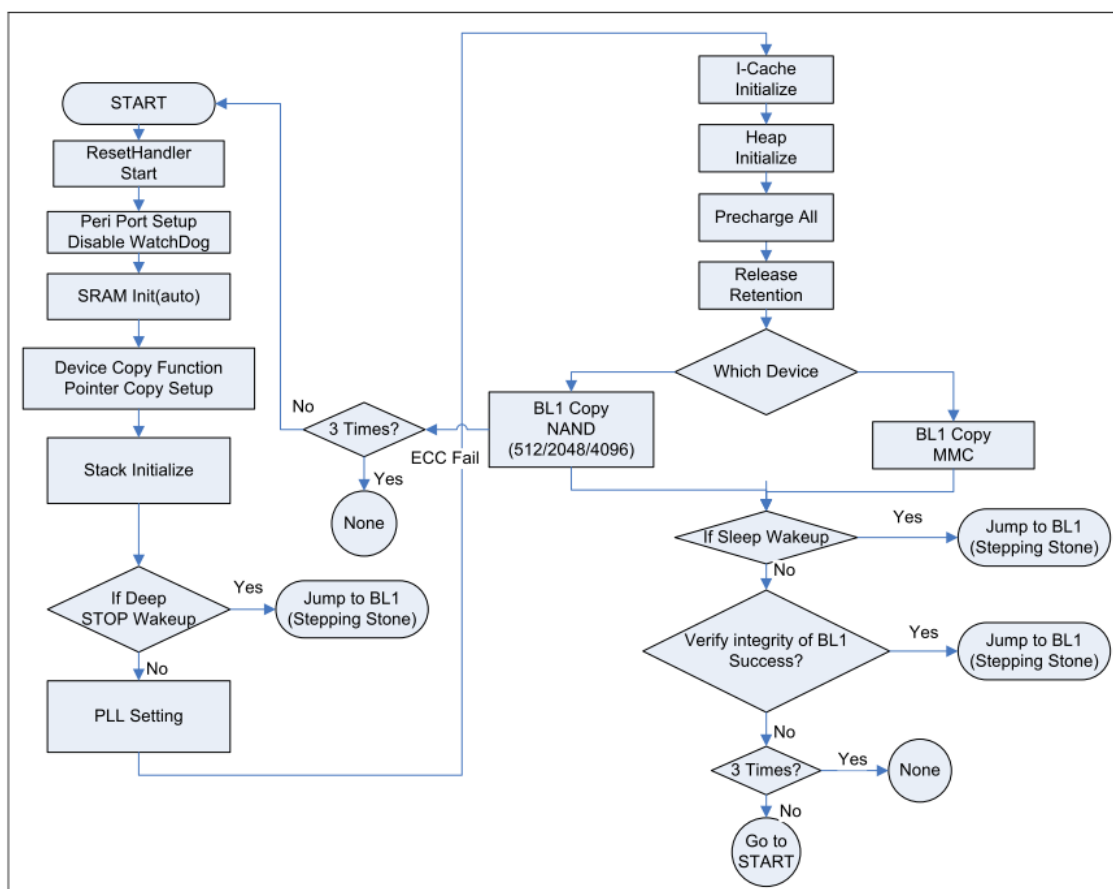 START
ResetHandler
Start
Peri Port Setup
Disable WatchDog
SRAM Init(auto)
Device Copy Function
Pointer Copy Setup
Stack Initialize
If Deep
STOP Wakeup
Yes
Jump to BL1
(Stepping Stone)
No
PLL Setting
I-Cache
Initialize
Heap
Initialize
Precharge All
Release
Retention
Which Device
BL1 Copy
NAND
(512/2048/4096)
ECC Fail
3 Times?
No
Yes
None
BL1 Copy
MMC
If Sleep Wakeup
Yes
Jump to BL1
(Stepping Stone)
No
Verify integrity of BL1
Success?
Yes
Jump to BL1
(Stepping Stone)
No
3 Times?
Yes
None
No
Go to
START